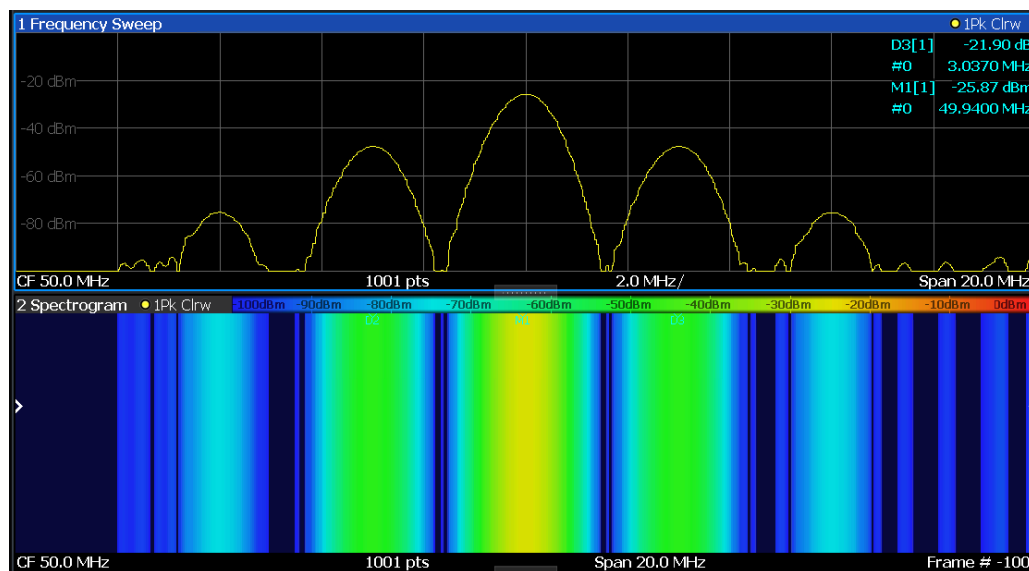 1 Frequency Sweep 1Pk Clrw
D3[1] -21.90 dB
#0 3.0370 MHz
M1[1] -25.87 dBm
#0 49.9400 MHz
-20 dBm
-40 dBm
-60 dBm
-80 dBm
CF 50.0 MHz 1001 pts 2.0 MHz/ Span 20.0 MHz
2 Spectrogram 1Pk Clrw -100dBm -90dBm -80dBm -70dBm -60dBm -50dBm -40dBm -30dBm -20dBm -10dBm 0dBm
D2 M1 D3
CF 50.0 MHz 1001 pts Span 20.0 MHz Frame # -100